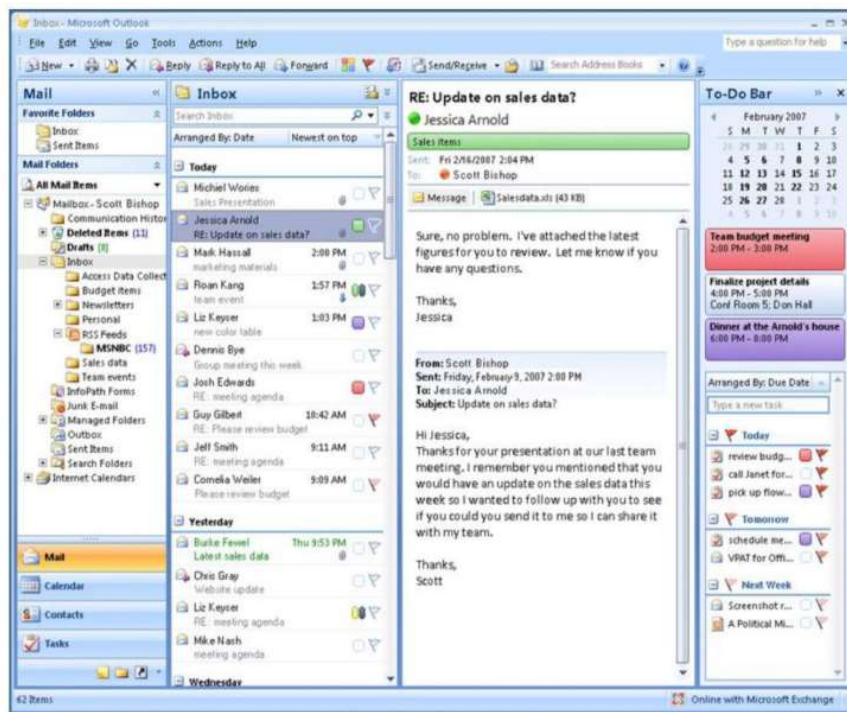 Inbox - Microsoft Outlook
File Edit View Go Tools Actions Help
Type a question for help
New Reply Reply to All Forward Send/Receive Search Address Books
Mail
Favorite Folders
Inbox
Sent Items
Mail Folders
All Mail Items
Mailbox - Scott Bishop
Communication Histor
Deleted Items (11)
Drafts [8]
Inbox
Access Data Collect
Budget items
Newsletters
Personal
RSS Feeds
MSNBC (157)
Sales data
Team events
InfoPath Forms
Junk E-mail
Managed Folders
Outbox
Sent Items
Search Folders
Internet Calendars
Mail
Calendar
Contacts
Tasks
Inbox
Search Inbox
Arranged By: Date Newest on top
Today
Michiel Wories
Sales Presentation
Jessica Arnold
RE: Update on sales data?
Mark Hassall 2:00 PM
marketing materials
Roan Kang 1:57 PM
team event
Liz Keyser 1:03 PM
new color table
Dennis Bye
Group meeting this week
Josh Edwards
RE: meeting agenda
Guy Gilbert 10:42 AM
RE: Please review budget
Jeff Smith 9:11 AM
RE: meeting agenda
Cornelia Weiler 9:09 AM
Please review budget
Yesterday
Burke Fewel Thu 9:53 PM
Latest sales data
Chris Gray
Website update
Liz Keyser
RE: meeting agenda
Mike Nash
meeting agenda
Wednesday
RE: Update on sales data?
Jessica Arnold
Sales items
Sent: Fri 2/16/2007 2:04 PM
To: Scott Bishop
Message Salesdata.xls (43 KB)
Sure, no problem. I've attached the latest
figures for you to review. Let me know if you
have any questions.
Thanks,
Jessica
From: Scott Bishop
Sent: Friday, February 9, 2007 2:00 PM
To: Jessica Arnold
Subject: Update on sales data?
Hi Jessica,
Thanks for your presentation at our last team
meeting. I remember you mentioned that you
would have an update on the sales data this
week so I wanted to follow up with you to see
if you could you send it to me so I can share it
with my team.
Thanks,
Scott
To-Do Bar
February 2007
S M T W T F S
28 29 30 31 1 2 3
4 5 6 7 8 9 10
11 12 13 14 15 16 17
18 19 20 21 22 23 24
25 26 27 28 1 2 3
4 5 6 7 8 9 10
Team budget meeting
2:00 PM - 3:00 PM
Finalize project details
4:00 PM - 5:00 PM
Conf Room 5; Don Hall
Dinner at the Arnold's house
6:00 PM - 8:00 PM
Arranged By: Due Date
Type a new task
Today
review budg...
call Janet for...
pick up flow...
Tomorrow
schedule me...
VPAT for Offi...
Next Week
Screenshot r...
A Political Mi...
62 Items
Online with Microsoft Exchange